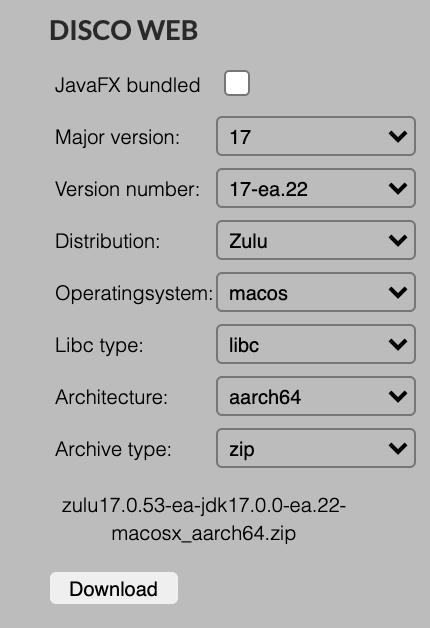 DISCO WEB
JavaFX bundled
Major version: 17
Version number: 17-ea.22
Distribution: Zulu
Operatingsystem: macos
Libc type: libc
Architecture: aarch64
Archive type: zip
zulu17.0.53-ea-jdk17.0.0-ea.22-
macosx_aarch64.zip
Download